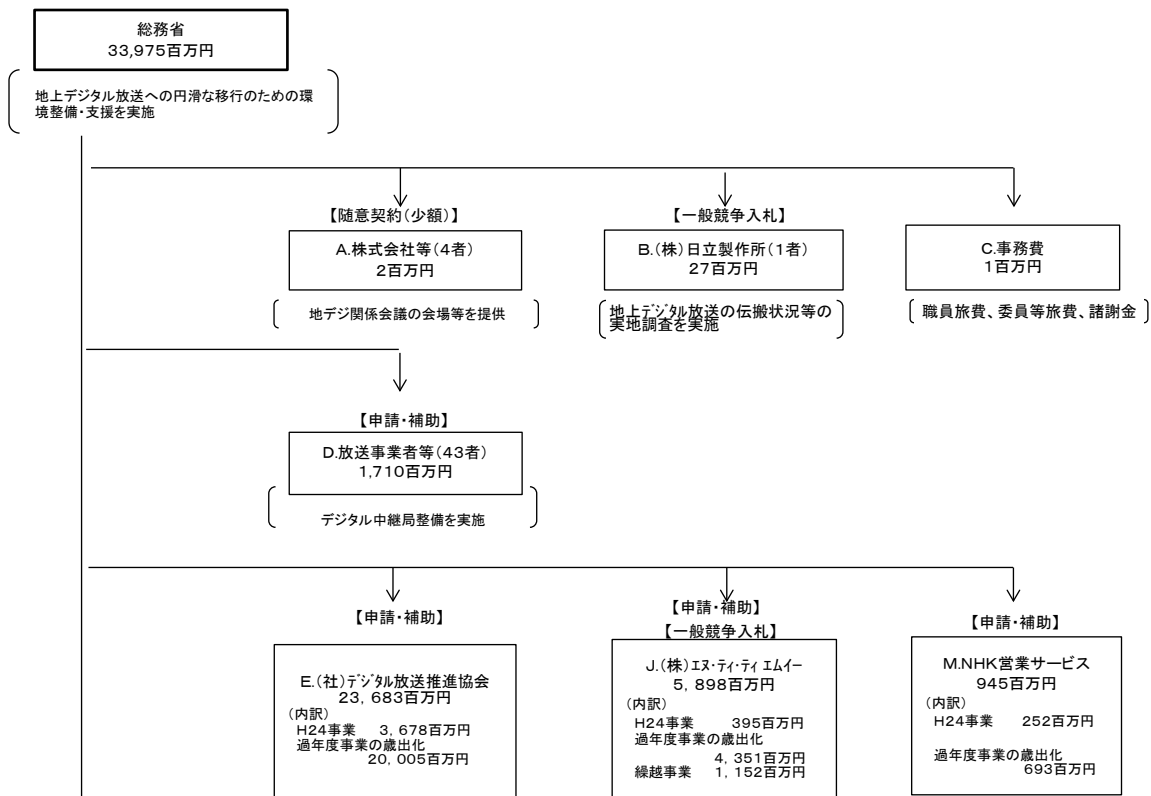 総務省
33,975百万円
地上デジタル放送への円滑な移行のための環
境整備・支援を実施
【随意契約(少額)】
A.株式会社等(4者)
2百万円
地デジ関係会議の会場等を提供
【一般競争入札】
B.(株)日立製作所(1者)
27百万円
地上デジタル放送の伝搬状況等の
実地調査を実施
C.事務費
1百万円
職員旅費、委員等旅費、諸謝金
【申請・補助】
D.放送事業者等(43者)
1,710百万円
デジタル中継局整備を実施
【申請・補助】
E.(社)デジタル放送推進協会
23,683百万円
(内訳)
H24事業 3,678百万円
過年度事業の歳出化
20,005百万円
【申請・補助】
【一般競争入札】
J.(株)エヌ・ティ・ティ エムイー
5,898百万円
(内訳)
H24事業 395百万円
過年度事業の歳出化
4,351百万円
繰越事業 1,152百万円
【申請・補助】
M.NHK営業サービス
945百万円
(内訳)
H24事業 252百万円
過年度事業の歳出化
693百万円